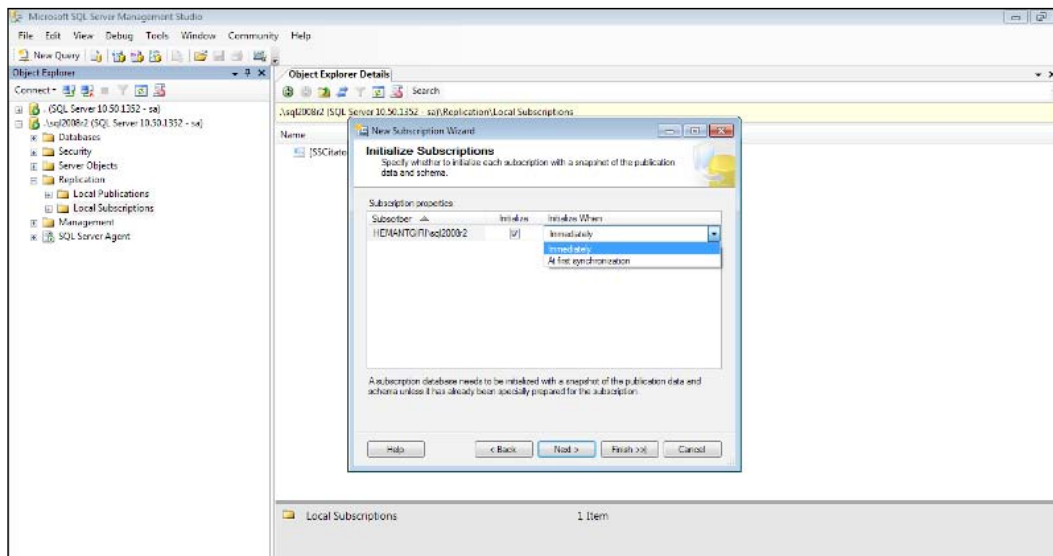 Microsoft SQL Server Management Studio
File Edit View Debug Tools Window Community Help
New Query
Object Explorer
Connect
. (SQL Server 10.50.1352 - sa)
.\sql2008r2 (SQL Server 10.50.1352 - sa)
Databases
Security
Server Objects
Replication
Local Publications
Local Subscriptions
Management
SQL Server Agent
Object Explorer Details
Search
.\sql2008r2 (SQL Server 10.50.1352 - sa)\Replication\Local Subscriptions
Name
[SSCitato
New Subscription Wizard
Initialize Subscriptions
Specify whether to initialize each subscription with a snapshot of the publication
data and schema.
Subscription properties:
Subscriber Initialize Initialize When
HEMANTGIRI\sql2008r2 Immediately
Immediately
At first synchronization
A subscription database needs to be initialized with a snapshot of the publication data and
schema unless it has already been specially prepared for the subscription.
Help < Back Next > Finish >>| Cancel
Local Subscriptions 1 Item